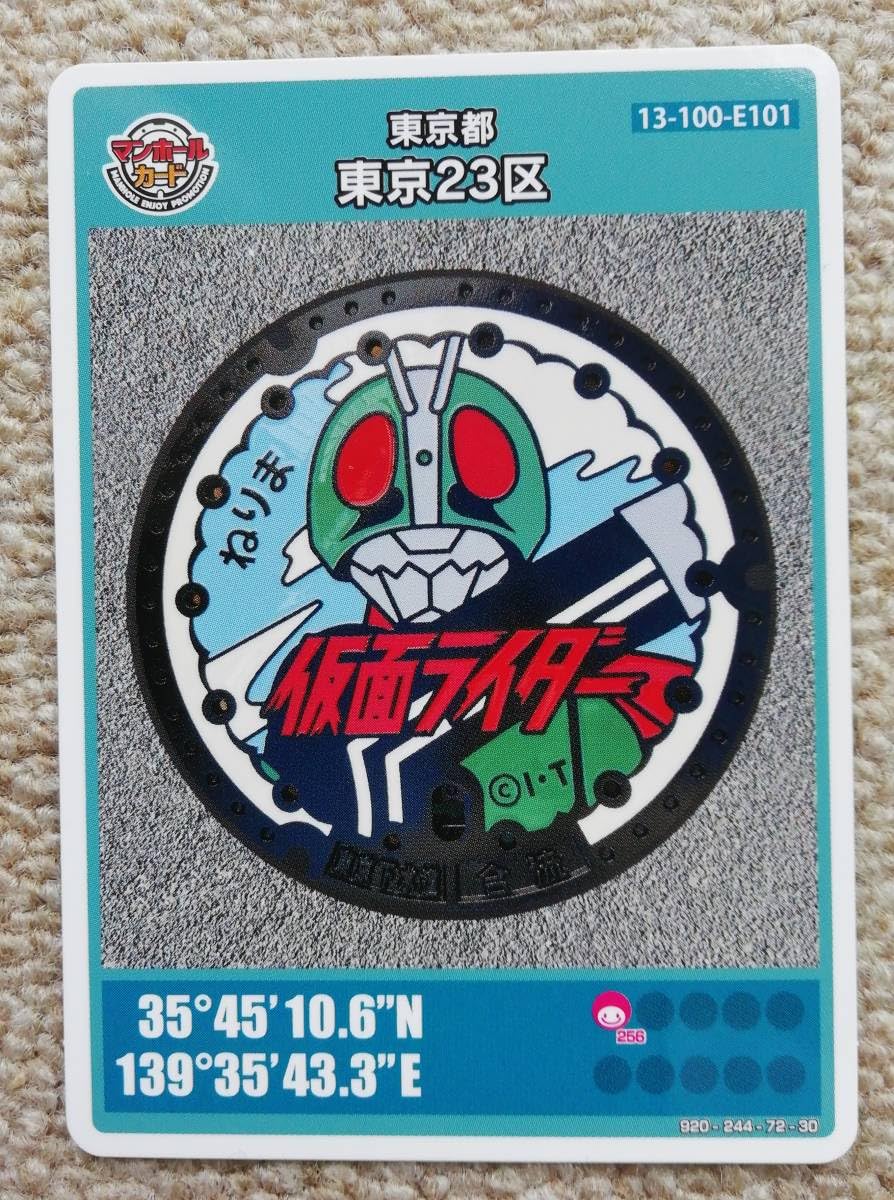 マンホール
カード
MANHOLE ENJOY PROMOTION
東京都
東京23区
13-100-E101
ねりま
仮面ライダー
©I・T
合流
35°45'10.6"N
139°35'43.3"E
256
920-244-72-30